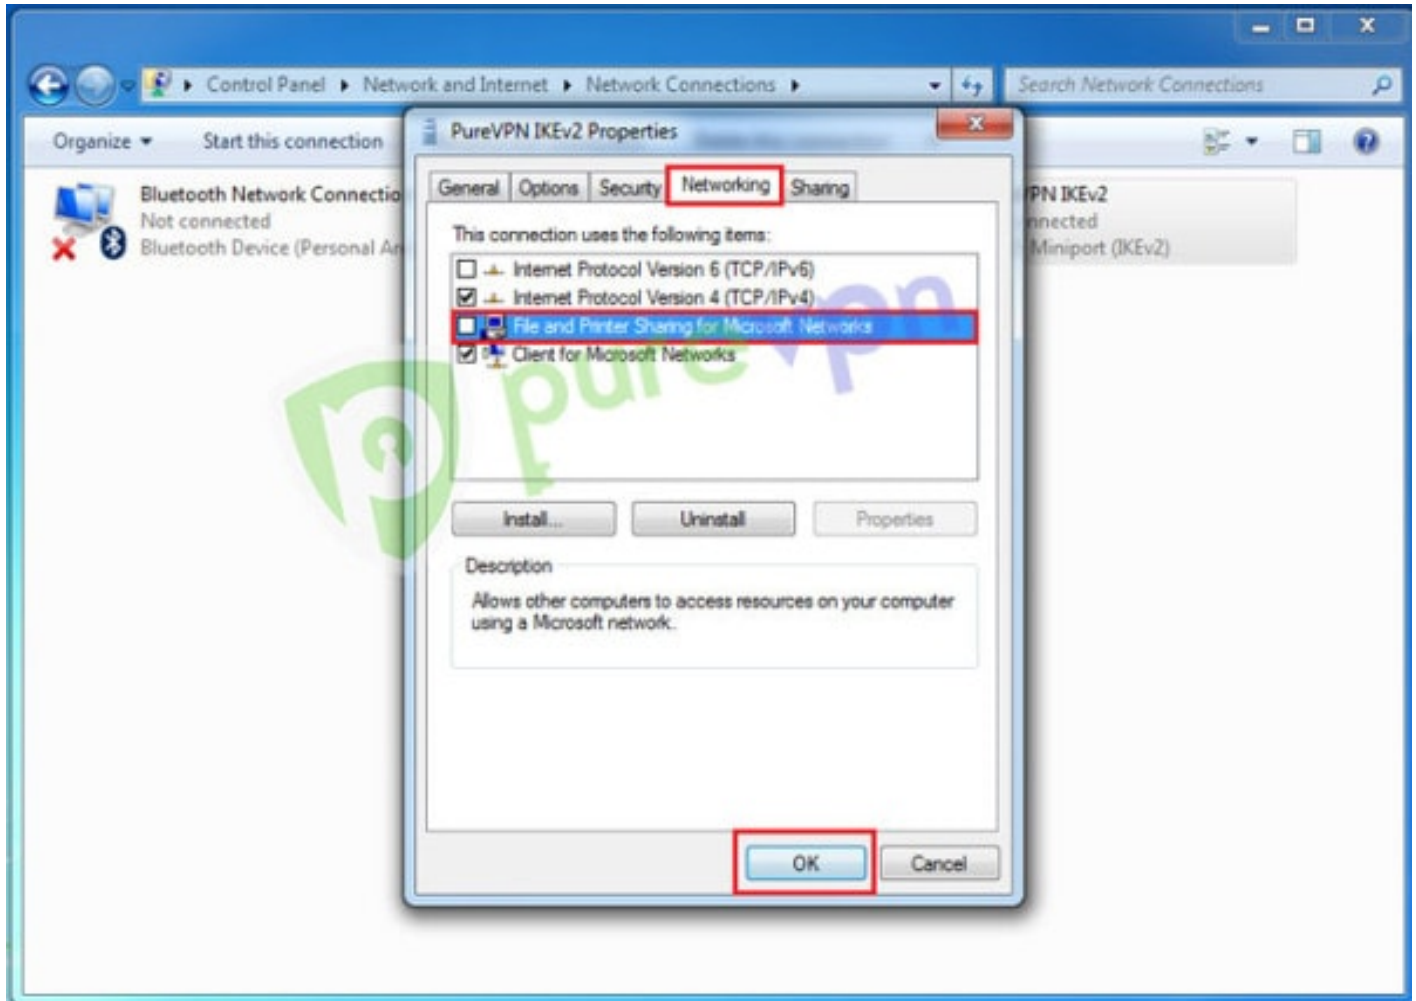 Control Panel Network and Internet Network Connections
Search Network Connections
PureVPN IKEv2 Properties
Organize Start this connection
General Options Security Networking Sharing
Bluetooth Network Connectio
Not connected
Bluetooth Device (Personal Ar
PN IKEv2
nnected
Miniport (IKEv2)
This connection uses the following items:
Internet Protocol Version 6 (TCP/IPv6)
Internet Protocol Version 4 (TCP/IPv4)
File and Printer Sharing for Microsoft Networks
Client for Microsoft Networks
purevpn
Install... Uninstall Properties
Description
Allows other computers to access resources on your computer
using a Microsoft network.
OK Cancel